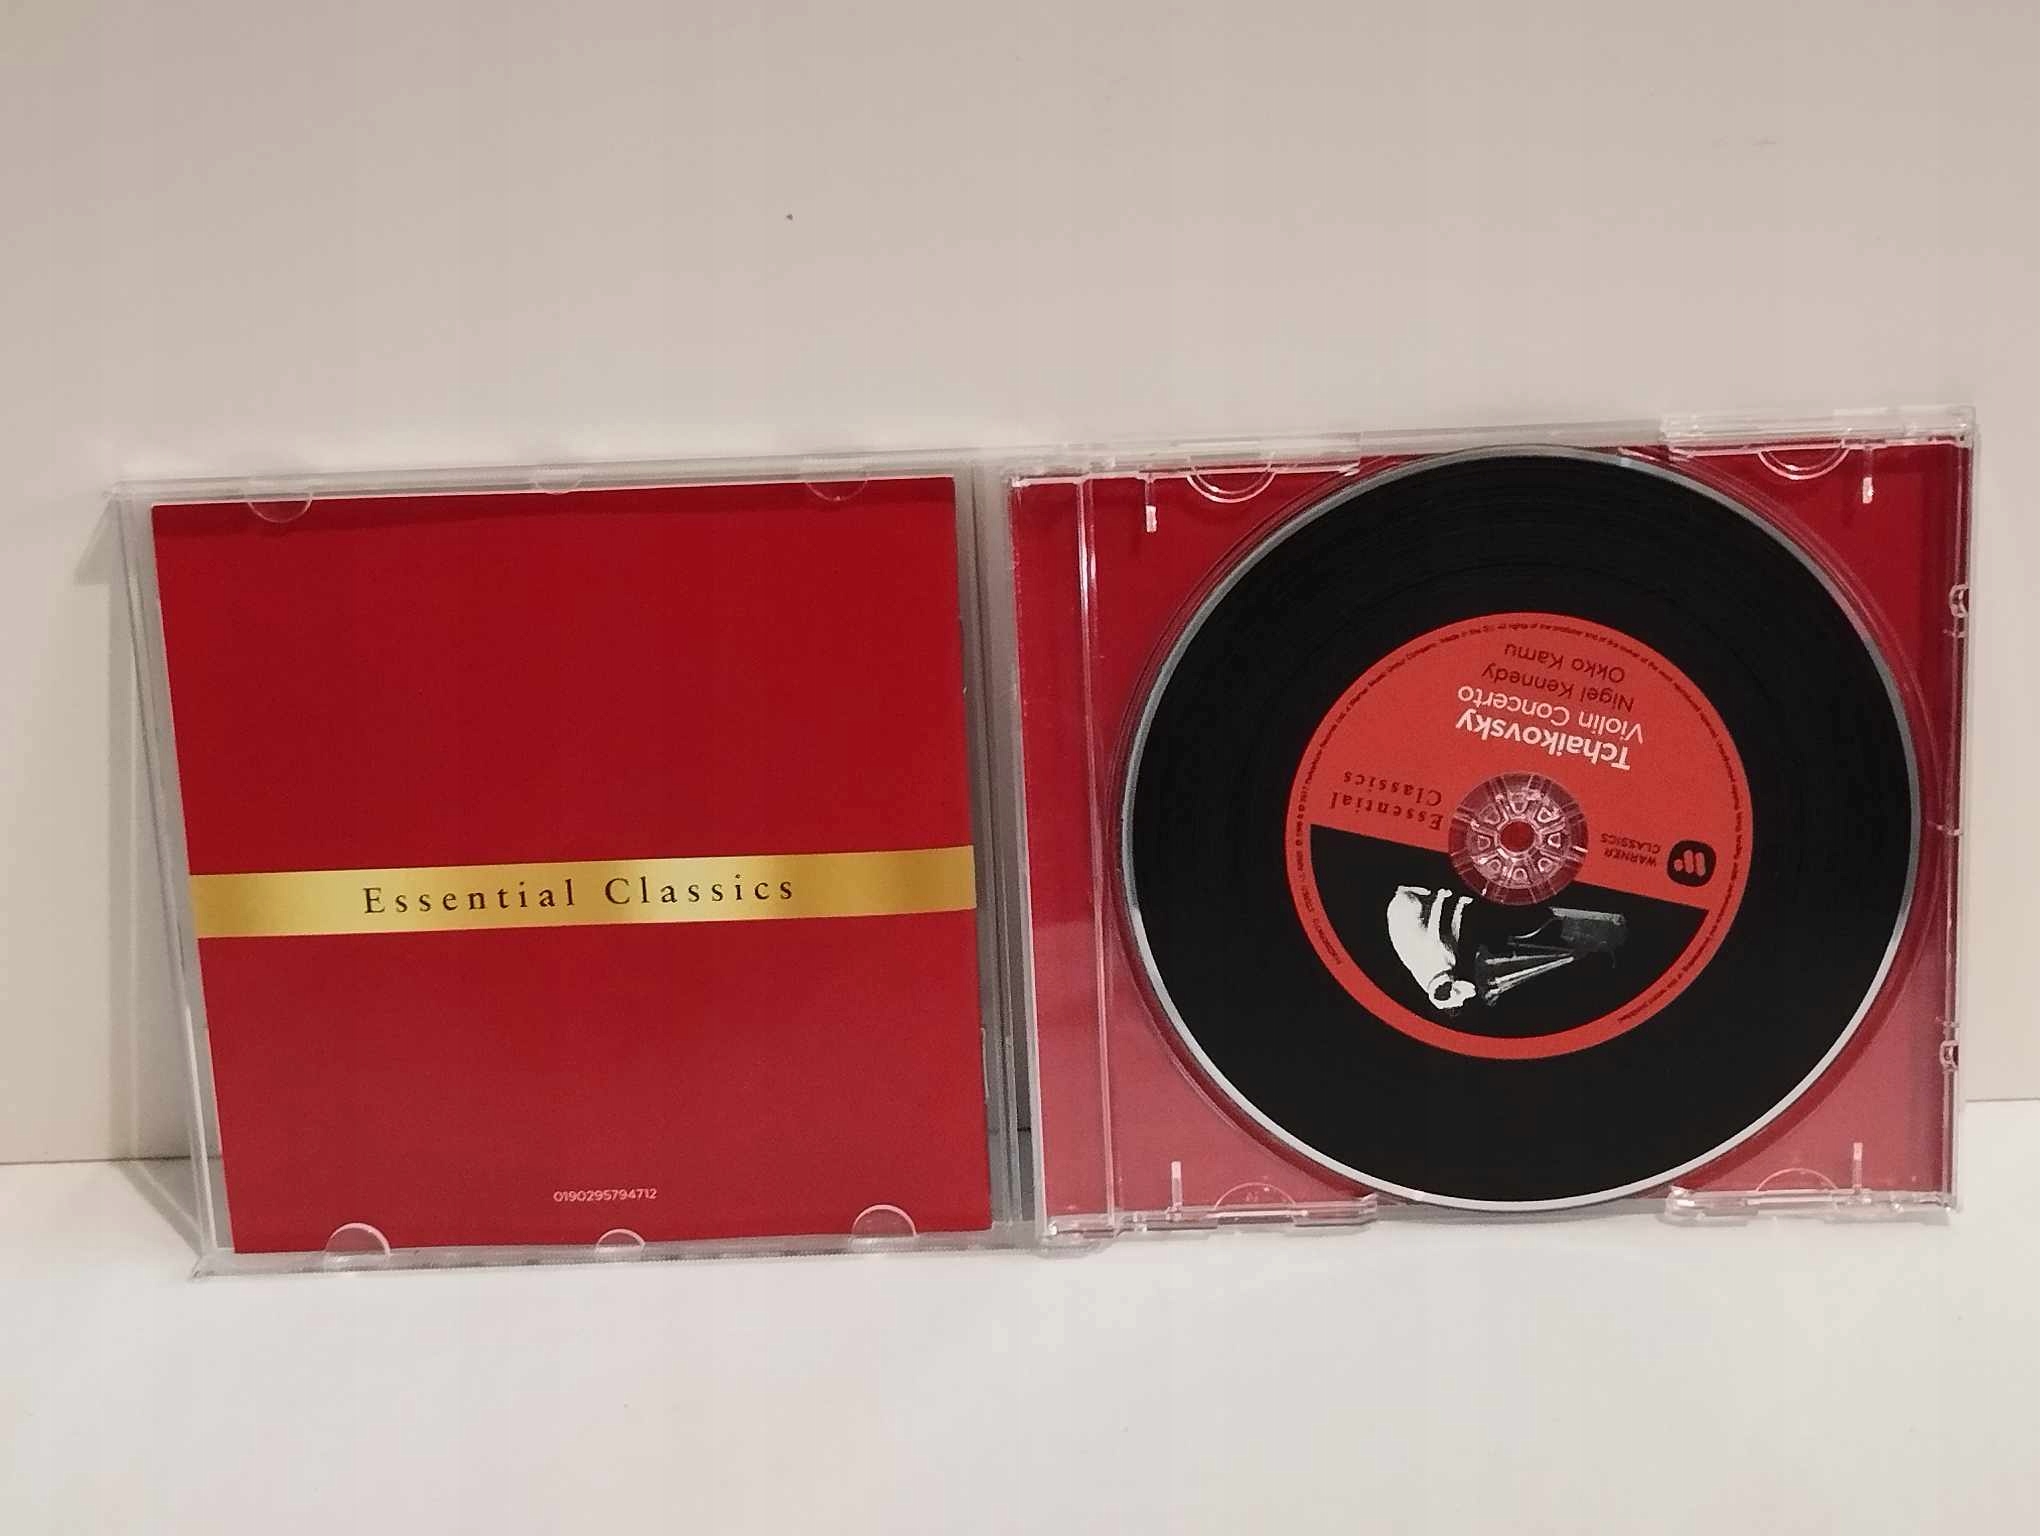 Essential Classics
0190295794712
Tchaikovsky
Violin Concerto
Nigel Kennedy
Okko Kamu
Essential
Classics
WARNER
CLASSICS